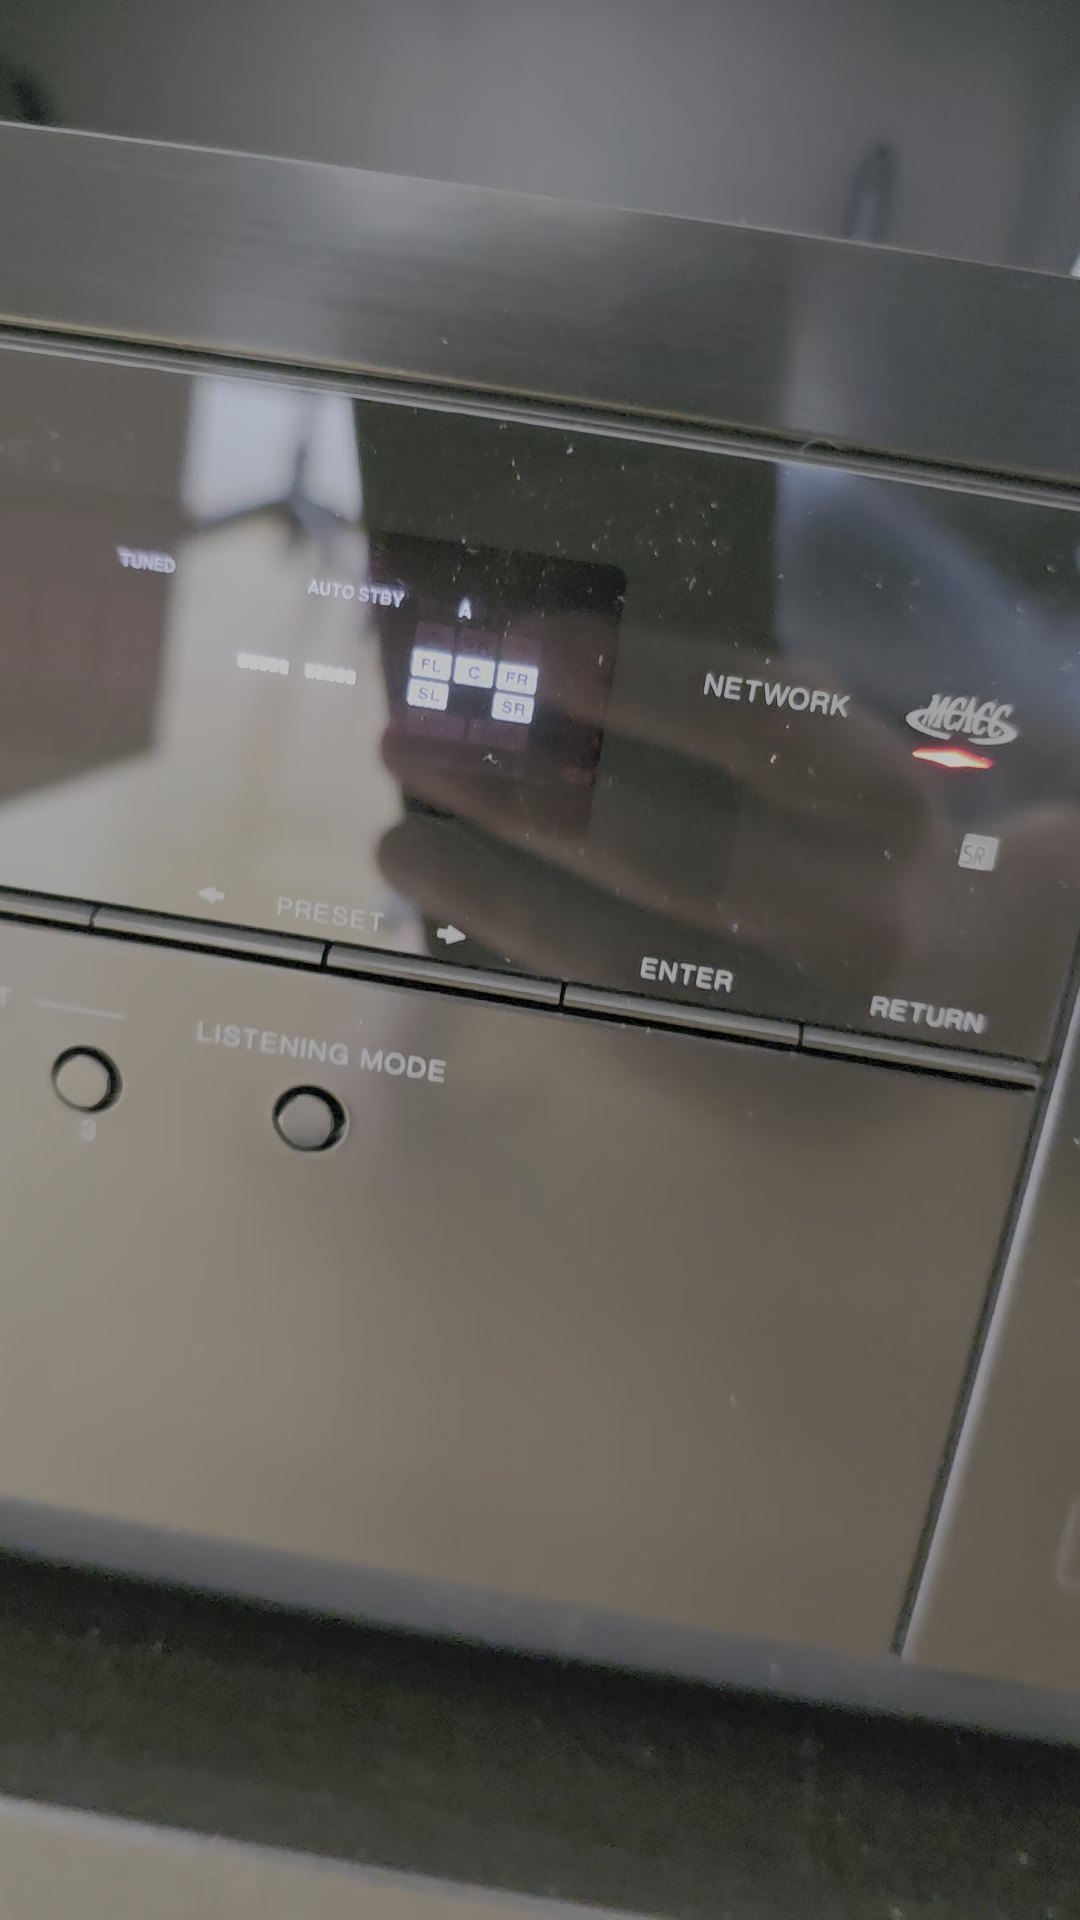 TUNED
AUTO STBY
A
FL C FR
SL SR
NETWORK
MCACC
SR
PRESET
ENTER
RETURN
LISTENING MODE